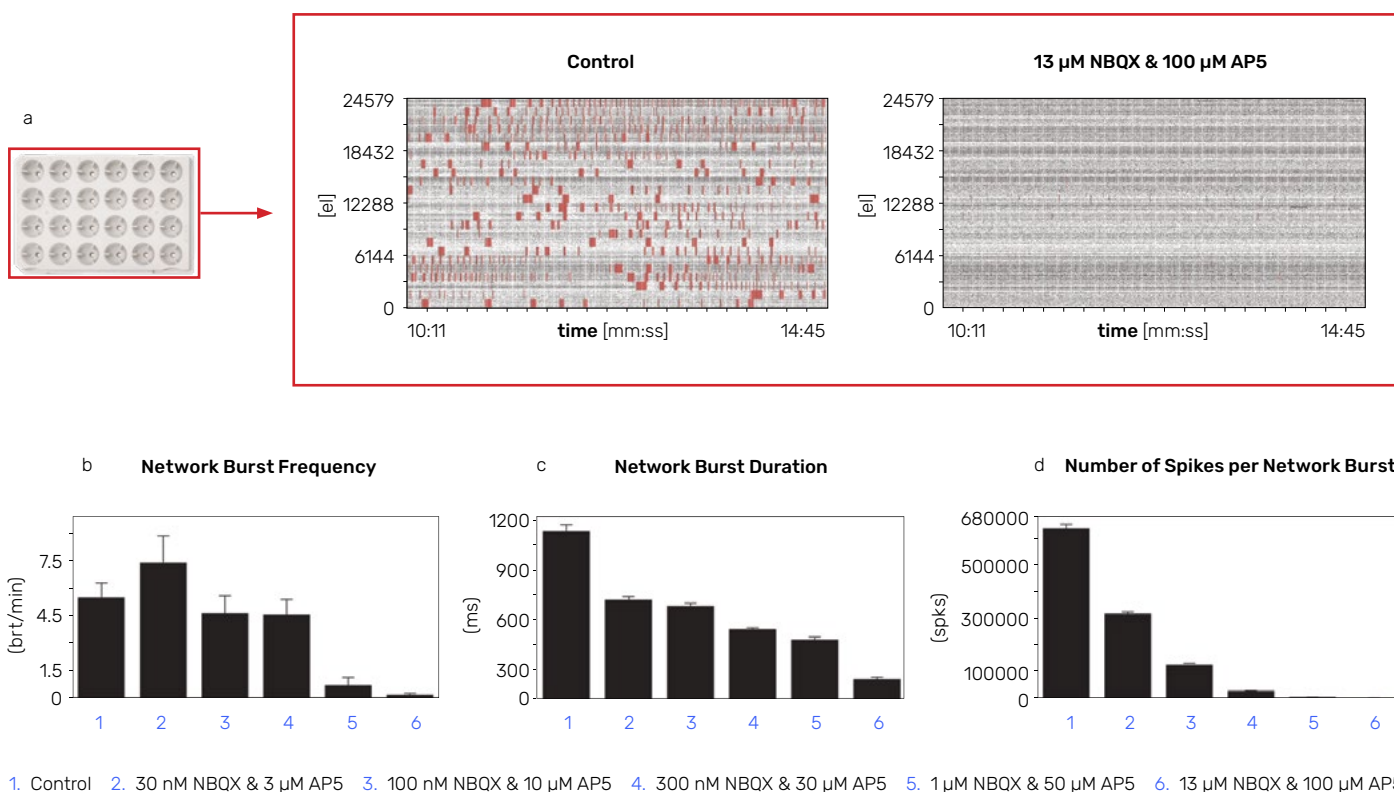 a
Control
13 µM NBQX & 100 µM AP5
24579
18432
12288
6144
0
[el]
10:11
time [mm:ss]
14:45
24579
18432
12288
6144
0
[el]
10:11
time [mm:ss]
14:45
b Network Burst Frequency
7.5
4.5
1.5
0
(brt/min)
1 2 3 4 5 6
c Network Burst Duration
1200
900
600
300
0
(ms)
1 2 3 4 5 6
d Number of Spikes per Network Burst
680000
500000
300000
100000
0
(spks)
1 2 3 4 5 6
1. Control 2. 30 nM NBQX & 3 µM AP5 3. 100 nM NBQX & 10 µM AP5 4. 300 nM NBQX & 30 µM AP5 5. 1 µM NBQX & 50 µM AP5 6. 13 µM NBQX & 100 µM AP5